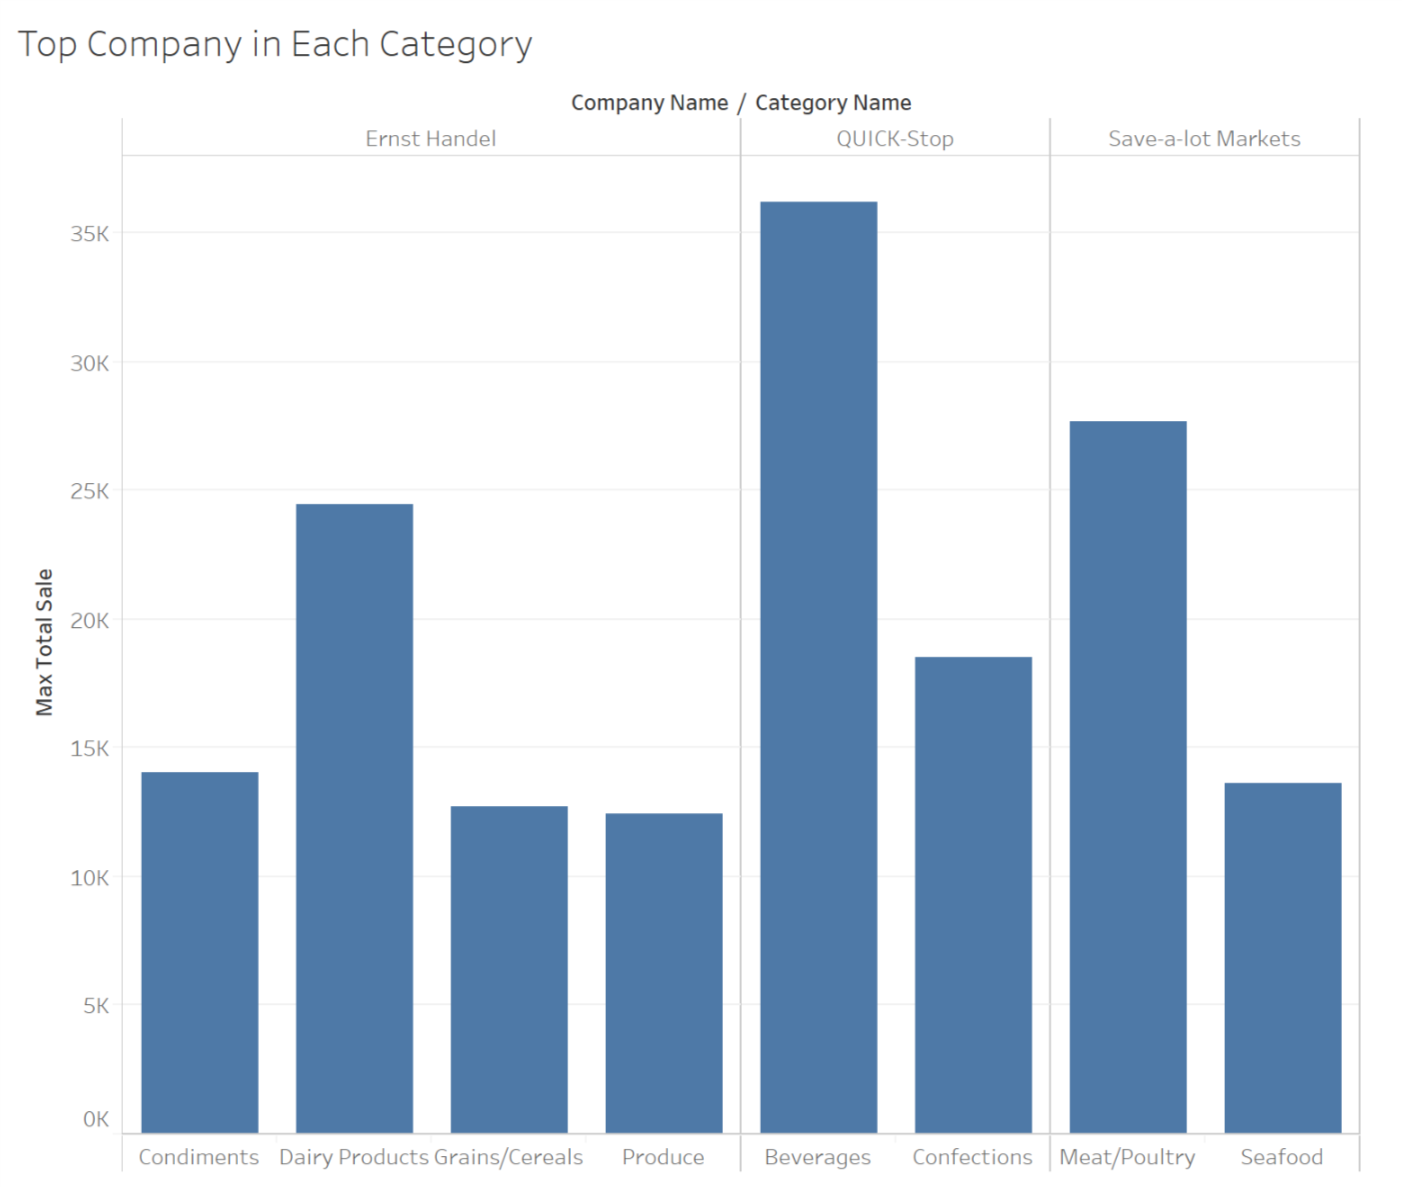 Top Company in Each Category
Company Name / Category Name
Ernst Handel QUICK-Stop Save-a-lot Markets
35K
30K
25K
20K
15K
10K
5K
0K
Max Total Sale
Condiments Dairy Products Grains/Cereals Produce Beverages Confections Meat/Poultry Seafood